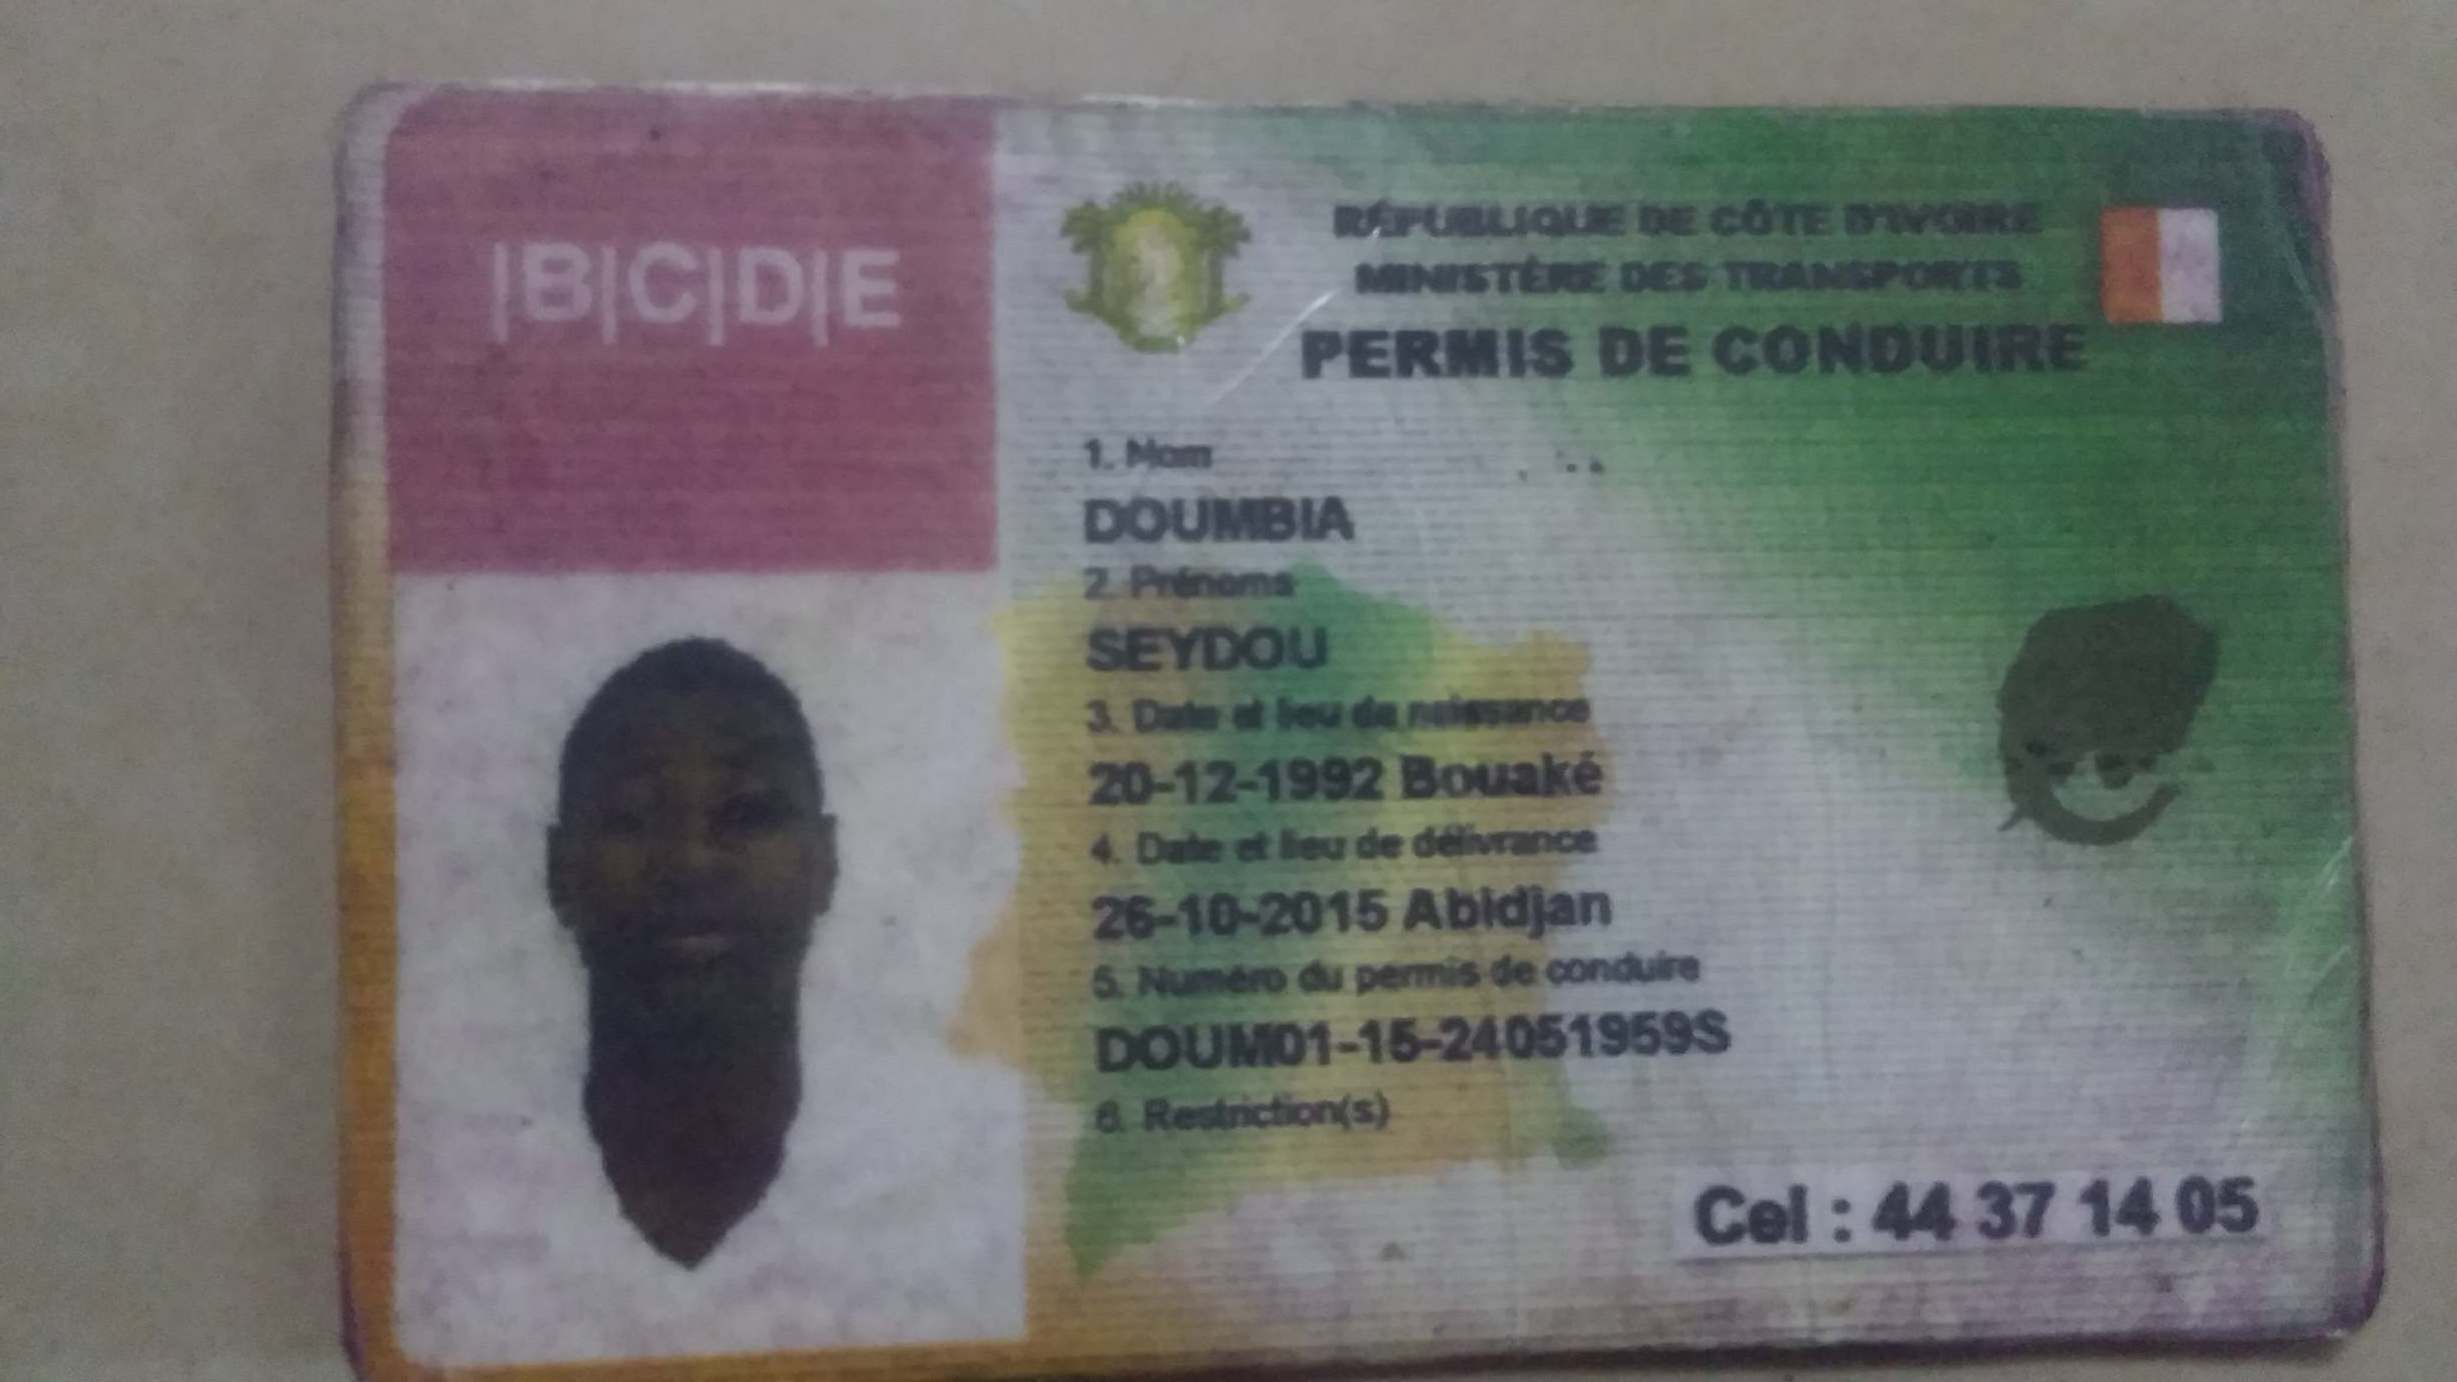 |B|C|D|E
RÉPUBLIQUE DE CÔTE D'IVOIRE
MINISTÈRE DES TRANSPORTS
PERMIS DE CONDUIRE
1. Nom
DOUMBIA
2. Prénoms
SEYDOU
3. Date et lieu de naissance
20-12-1992 Bouaké
4. Date et lieu de délivrance
26-10-2015 Abidjan
5. Numéro du permis de conduire
DOUM01-15-24051959S
6. Restriction(s)
Cel : 44 37 14 05